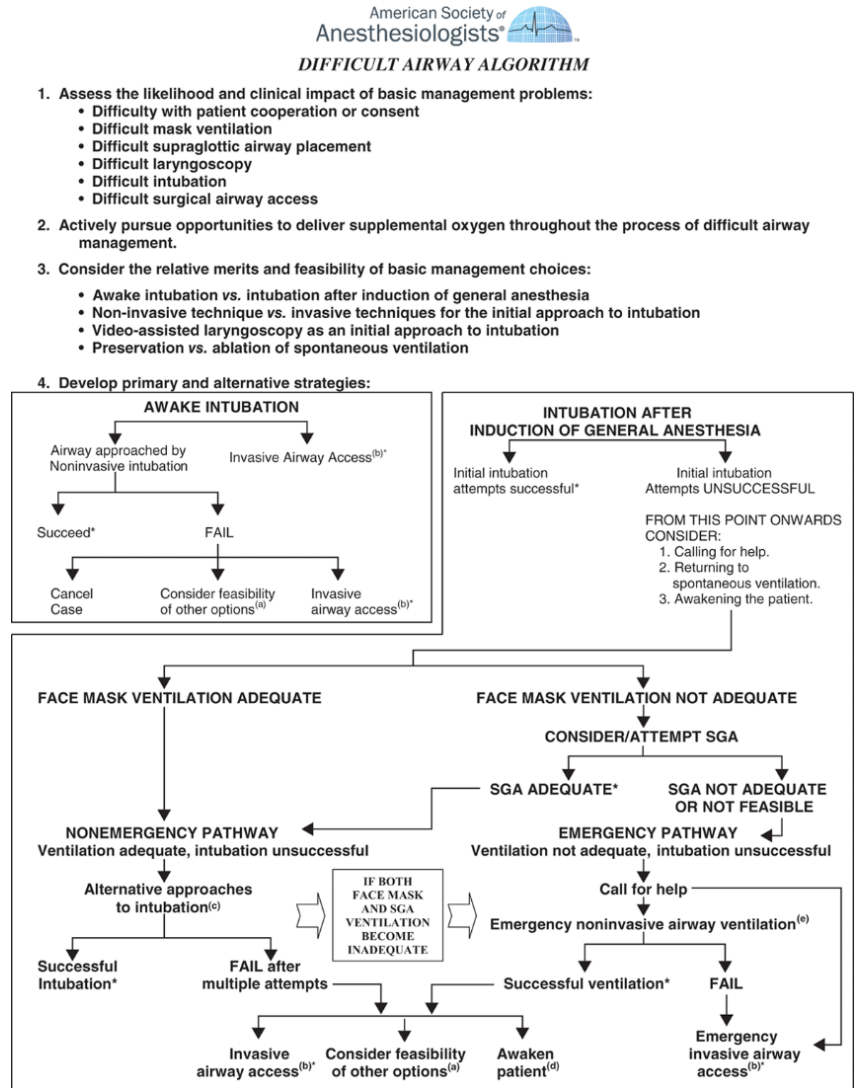 American Society of
Anesthesiologists®
DIFFICULT AIRWAY ALGORITHM
1. Assess the likelihood and clinical impact of basic management problems:
• Difficulty with patient cooperation or consent
• Difficult mask ventilation
• Difficult supraglottic airway placement
• Difficult laryngoscopy
• Difficult intubation
• Difficult surgical airway access
2. Actively pursue opportunities to deliver supplemental oxygen throughout the process of difficult airway
management.
3. Consider the relative merits and feasibility of basic management choices:
• Awake intubation vs. intubation after induction of general anesthesia
• Non-invasive technique vs. invasive techniques for the initial approach to intubation
• Video-assisted laryngoscopy as an initial approach to intubation
• Preservation vs. ablation of spontaneous ventilation
4. Develop primary and alternative strategies:
AWAKE INTUBATION
Airway approached by
Noninvasive intubation
Invasive Airway Access(b)*
Succeed*
FAIL
Cancel
Case
Consider feasibility
of other options(a)
Invasive
airway access(b)*
INTUBATION AFTER
INDUCTION OF GENERAL ANESTHESIA
Initial intubation
attempts successful*
Initial intubation
Attempts UNSUCCESSFUL
FROM THIS POINT ONWARDS
CONSIDER:
1. Calling for help.
2. Returning to
spontaneous ventilation.
3. Awakening the patient.
FACE MASK VENTILATION ADEQUATE
FACE MASK VENTILATION NOT ADEQUATE
CONSIDER/ATTEMPT SGA
SGA ADEQUATE*
SGA NOT ADEQUATE
OR NOT FEASIBLE
NONEMERGENCY PATHWAY
Ventilation adequate, intubation unsuccessful
EMERGENCY PATHWAY
Ventilation not adequate, intubation unsuccessful
Alternative approaches
to intubation(c)
IF BOTH
FACE MASK
AND SGA
VENTILATION
BECOME
INADEQUATE
Call for help
Emergency noninvasive airway ventilation(e)
Successful
Intubation*
FAIL after
multiple attempts
Successful ventilation*
FAIL
Invasive
airway access(b)*
Consider feasibility
of other options(a)
Awaken
patient(d)
Emergency
invasive airway
access(b)*